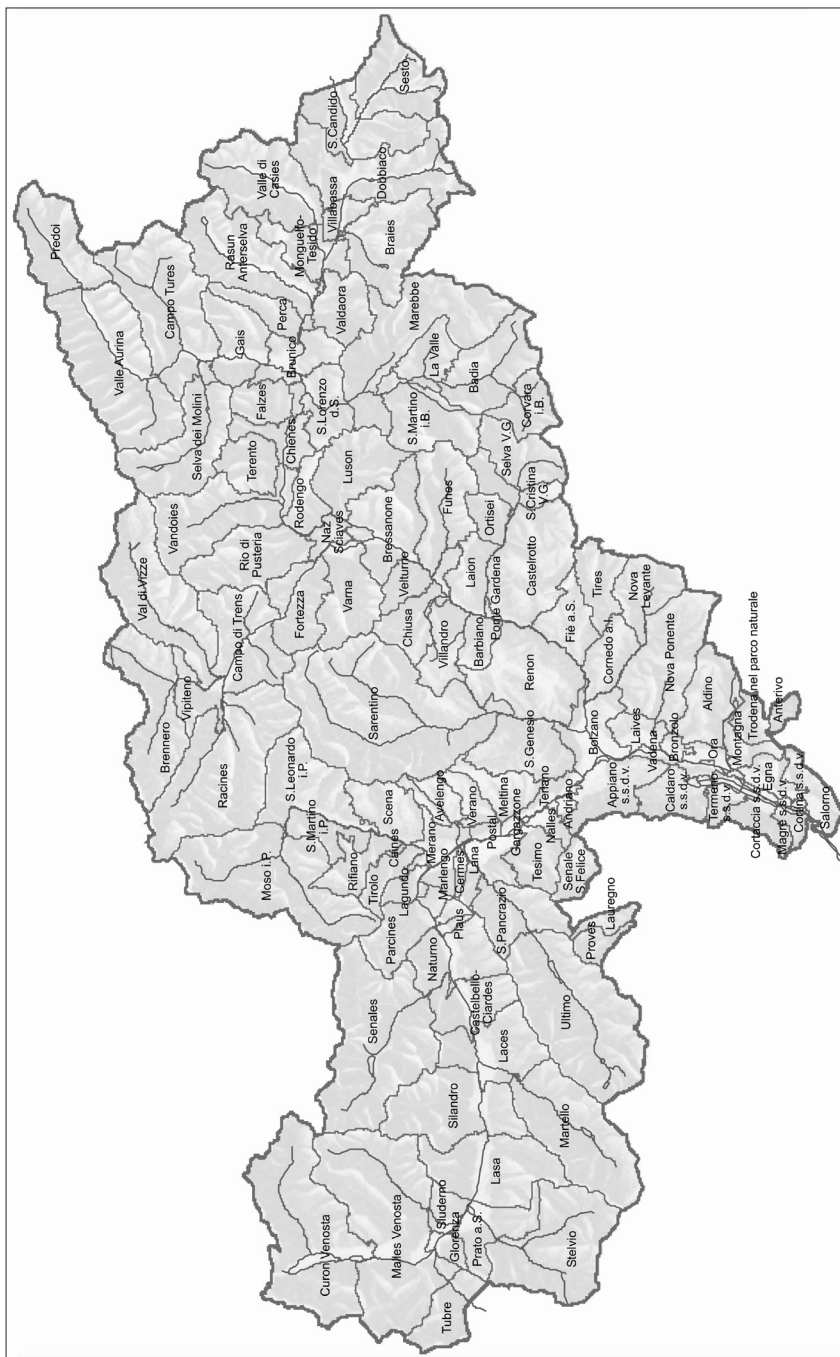 Predoi
Valle Aurina
Campo Tures
Selva dei Molini
Gais
Rasun
Anterselva
Valle di
Casies
S.Candido
Sesto
Perca
Monguelfo-
Tesido
Villabassa
Dobbiaco
Brunico
Valdaora
Braies
Falzes
Terento
Chienes
S.Lorenzo
d.S.
Marebbe
Vandoies
Val di Vizze
Rio di
Pusteria
Rodengo
Luson
S.Martino
i.B.
La Valle
Badia
Brennero
Vipiteno
Campo di Trens
Fortezza
Naz
Sciaves
Varna
Bressanone
Funes
Selva V.G.
Corvara
i.B.
Racines
Velturno
Chiusa
Ortisei
S.Cristina
V.G.
Laion
Villandro
Barbiano
Ponte Gardena
Castelrotto
Sarentino
S.Leonardo
i.P.
Moso i.P.
S.Martino
i.P.
Scena
Rifiano
Tirolo
Caines
Lagundo
Merano
Avelengo
Verano
Marlengo
Cermes
Lana
Postal
Gargazzone
Meltina
S.Genesio
Renon
Fiè a.S.
Tires
Nova
Levante
Cornedo a.I.
Nova Ponente
Bolzano
Laives
Terlano
Nalles
Andriano
Appiano
s.s.d.v.
Vadena
Bronzolo
Aldino
Caldaro
s.s.d.v.
Ora
Montagna
Trodena nel parco naturale
Anterivo
Termeno
s.s.d.v.
Egna
Cortaccia s.s.d.v.
Magrè s.s.d.v.
Cortina s.s.d.v.
Salorno
Tesimo
Senale
S.Felice
Proves
Lauregno
Parcines
Naturno
Plaus
S.Pancrazio
Ultimo
Senales
Castelbello-
Ciardes
Laces
Silandro
Martello
Lasa
Curon Venosta
Malles Venosta
Sluderno
Glorenza
Prato a.S.
Tubre
Stelvio